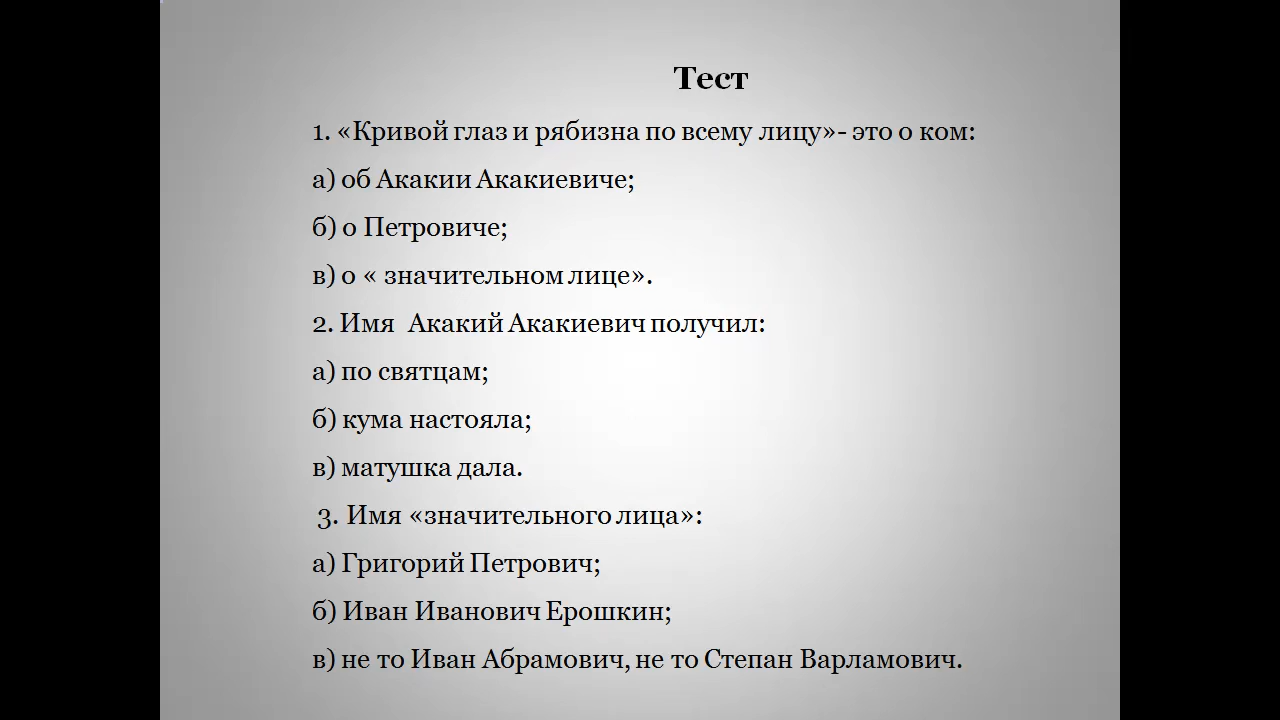 Тест
1. «Кривой глаз и рябизна по всему лицу»- это о ком:
а) об Акакии Акакиевиче;
б) о Петровиче;
в) о « значительном лице».
2. Имя  Акакий Акакиевич получил:
а) по святцам;
б) кума настояла;
в) матушка дала.
3. Имя «значительного лица»:
а) Григорий Петрович;
б) Иван Иванович Ерошкин;
в) не то Иван Абрамович, не то Степан Варламович.